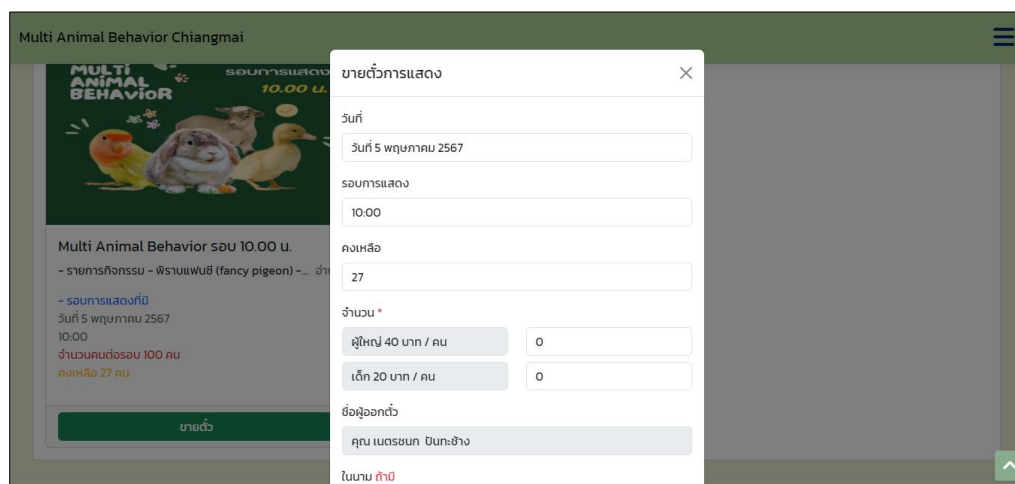 Multi Animal Behavior Chiangmai
MULTI
ANIMAL
BEHAVIOR
รอบการแสดง
10.00 น.
Multi Animal Behavior รอบ 10.00 น.
- รายการกิจกรรม - พิราบแฟนซี (fancy pigeon) -...
- รอบการแสดงที่มี
วันที่ 5 พฤษภาคม 2567
10:00
จำนวนคนต่อรอบ 100 คน
คงเหลือ 27 คน
ขายตั๋ว
ขายตั๋วการแสดง
วันที่
วันที่ 5 พฤษภาคม 2567
รอบการแสดง
10:00
คงเหลือ
27
จำนวน *
ผู้ใหญ่ 40 บาท / คน 0
เด็ก 20 บาท / คน 0
ชื่อผู้ออกตั๋ว
คุณ เนตรชนก ปันทะช้าง
ในนาม ถ้ามี